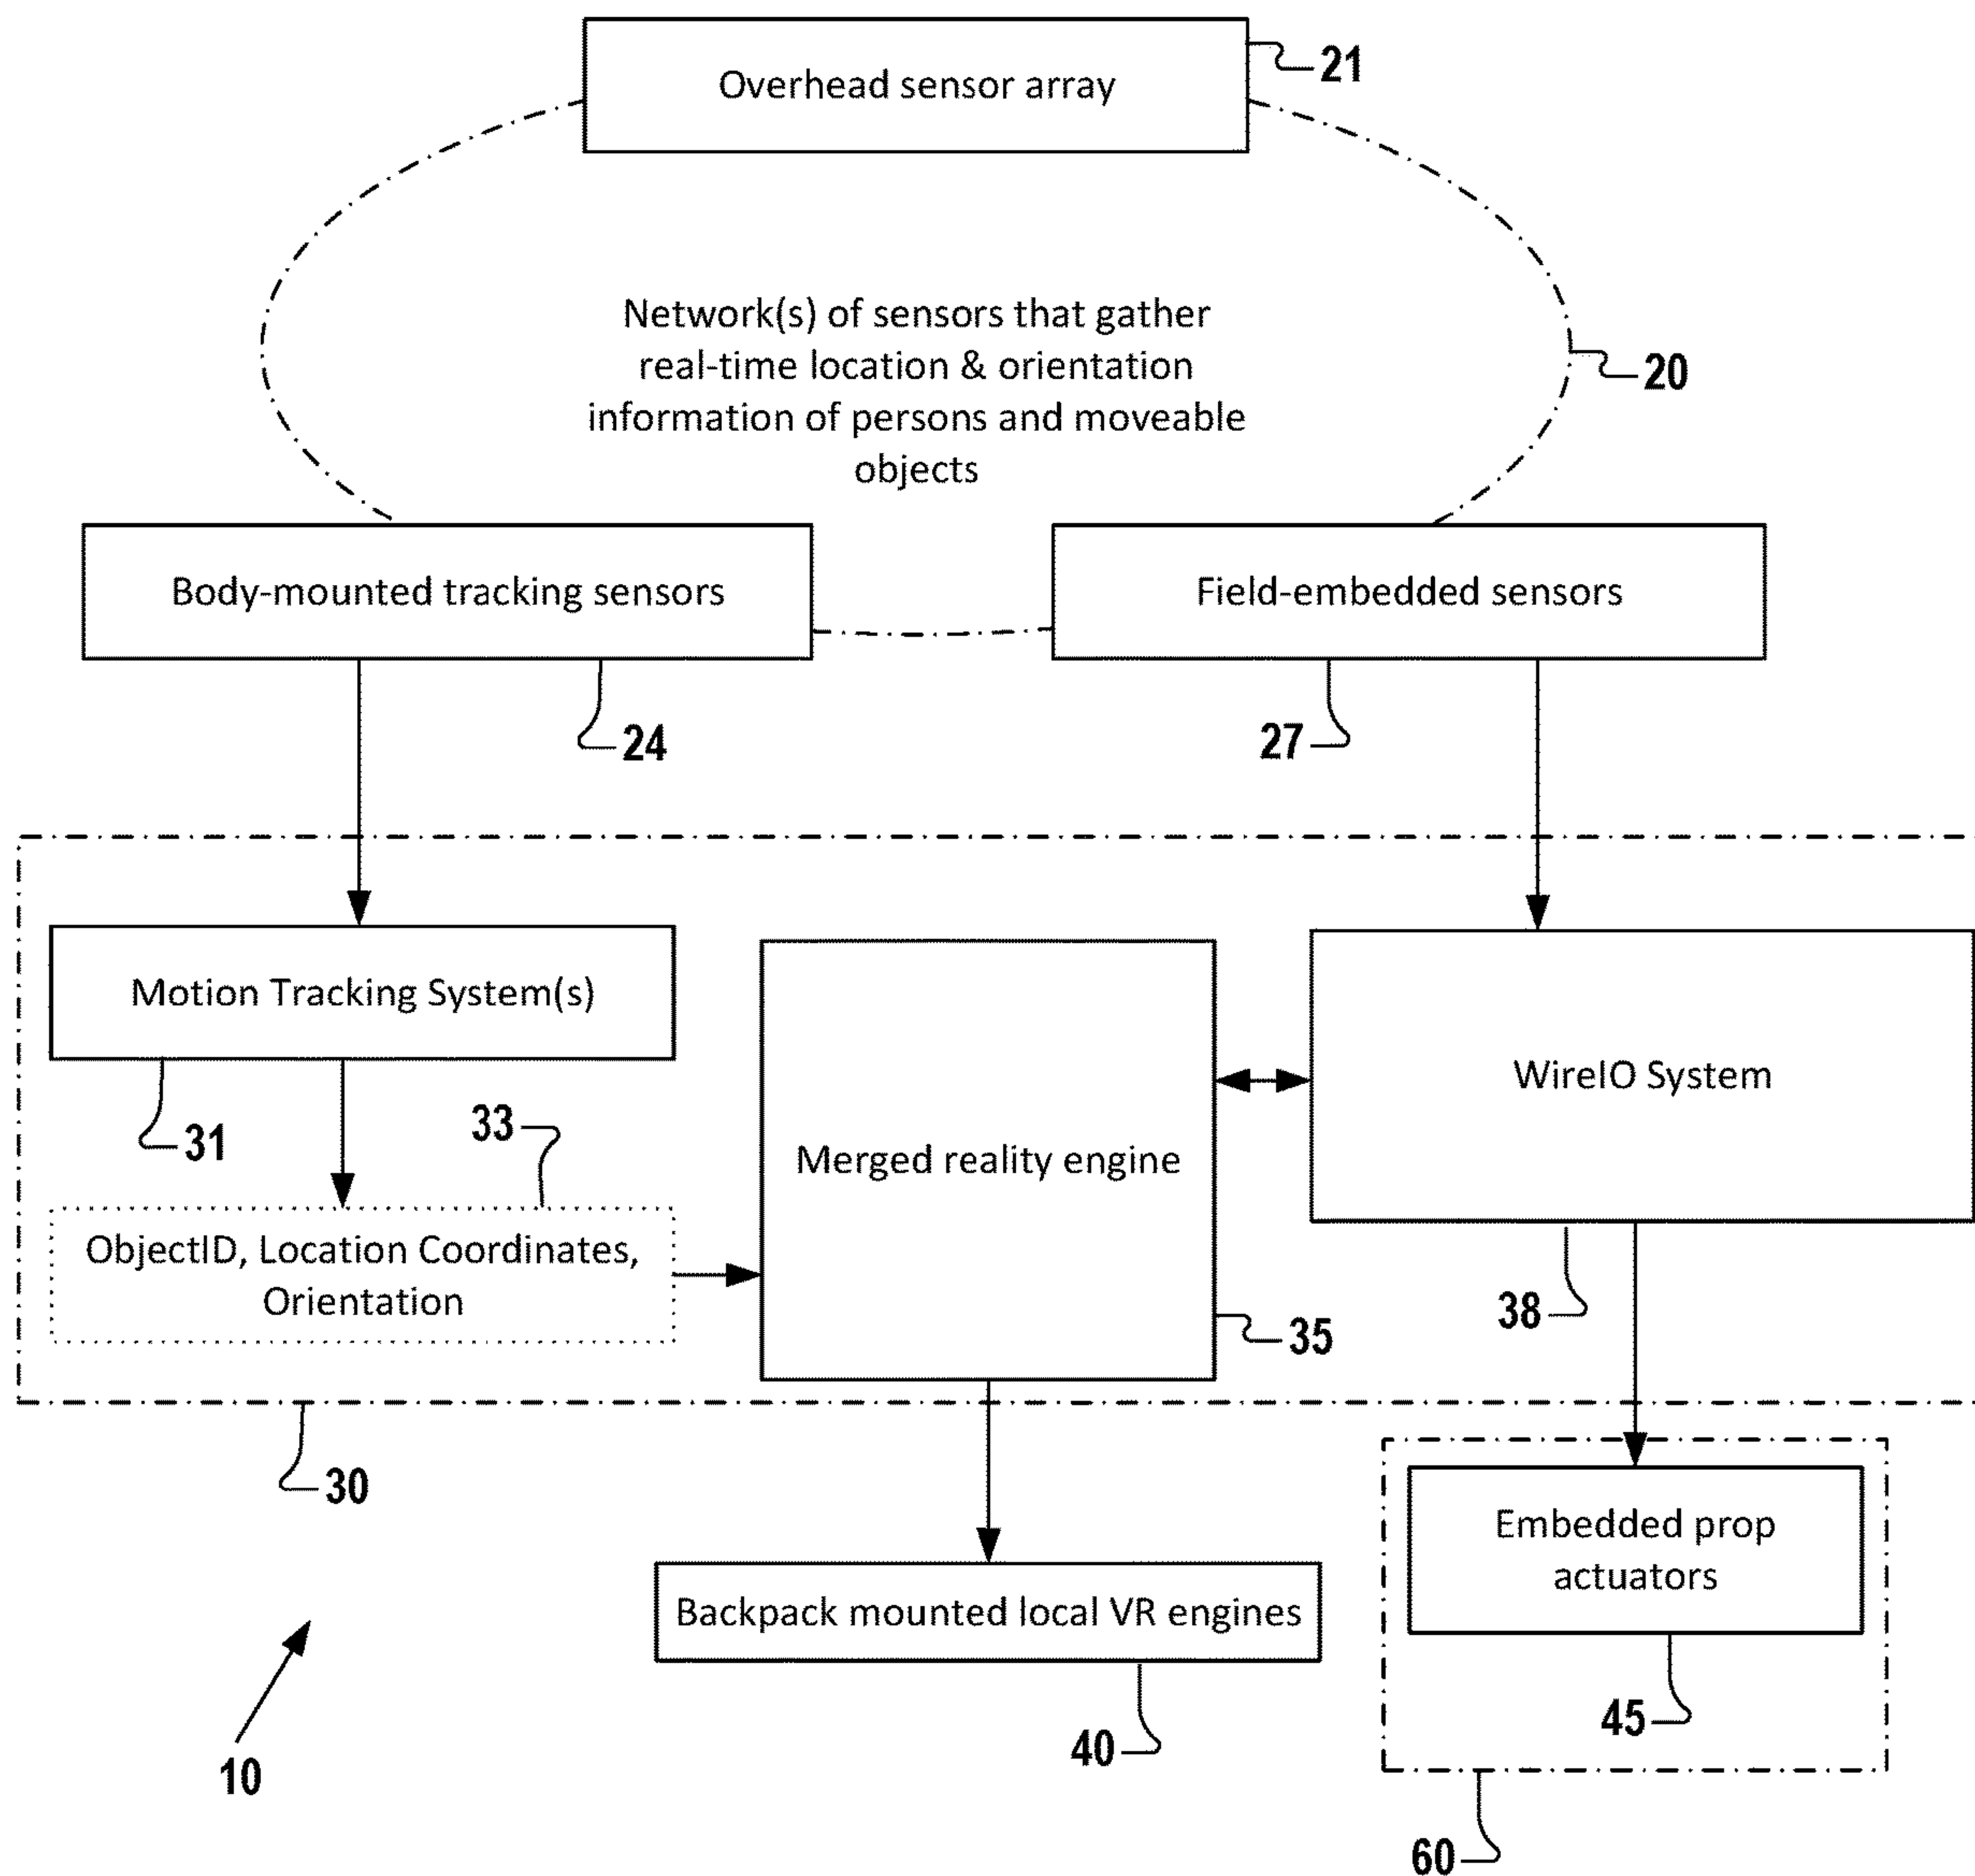 Overhead sensor array
21
Network(s) of sensors that gather
real-time location & orientation
information of persons and moveable
objects
20
Body-mounted tracking sensors
Field-embedded sensors
24
27
Motion Tracking System(s)
31
33
ObjectID, Location Coordinates,
Orientation
Merged reality engine
35
WireIO System
38
30
Backpack mounted local VR engines
40
Embedded prop
actuators
45
60
10